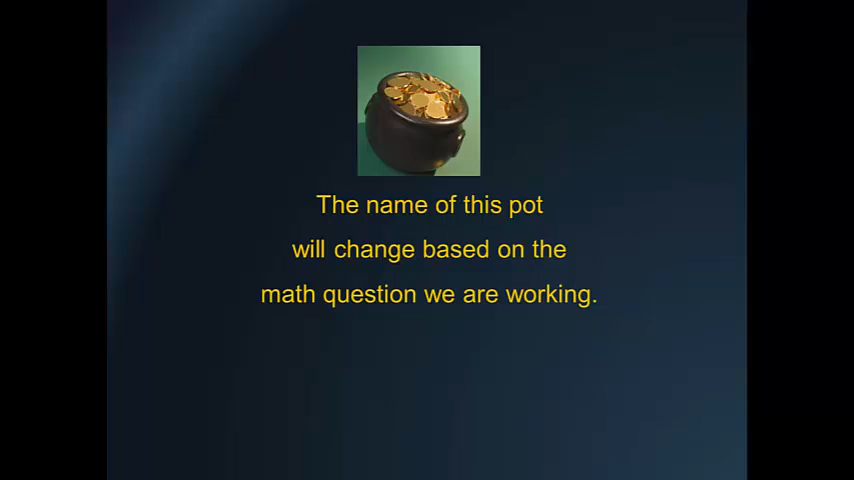 The name of this pot
will change based on the
math question we are working.